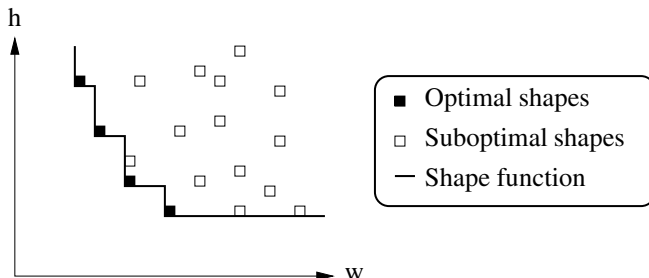 h
Optimal shapes
Suboptimal shapes
Shape function
w